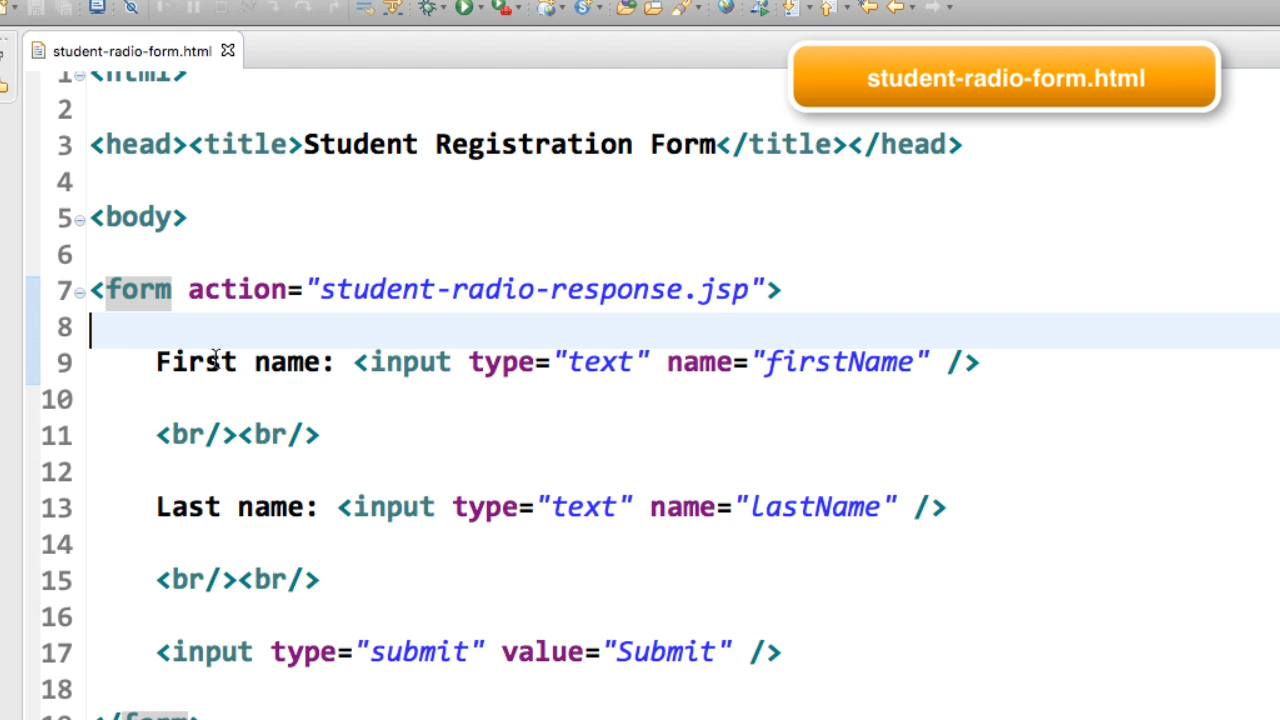 student-radio-form.html
student-radio-form.html
1 <html>
2
3 <head><title>Student Registration Form</title></head>
4
5 <body>
6
7 <form action="student-radio-response.jsp">
8
9 First name: <input type="text" name="firstName" />
10
11 <br/><br/>
12
13 Last name: <input type="text" name="lastName" />
14
15 <br/><br/>
16
17 <input type="submit" value="Submit" />
18
19 </form>